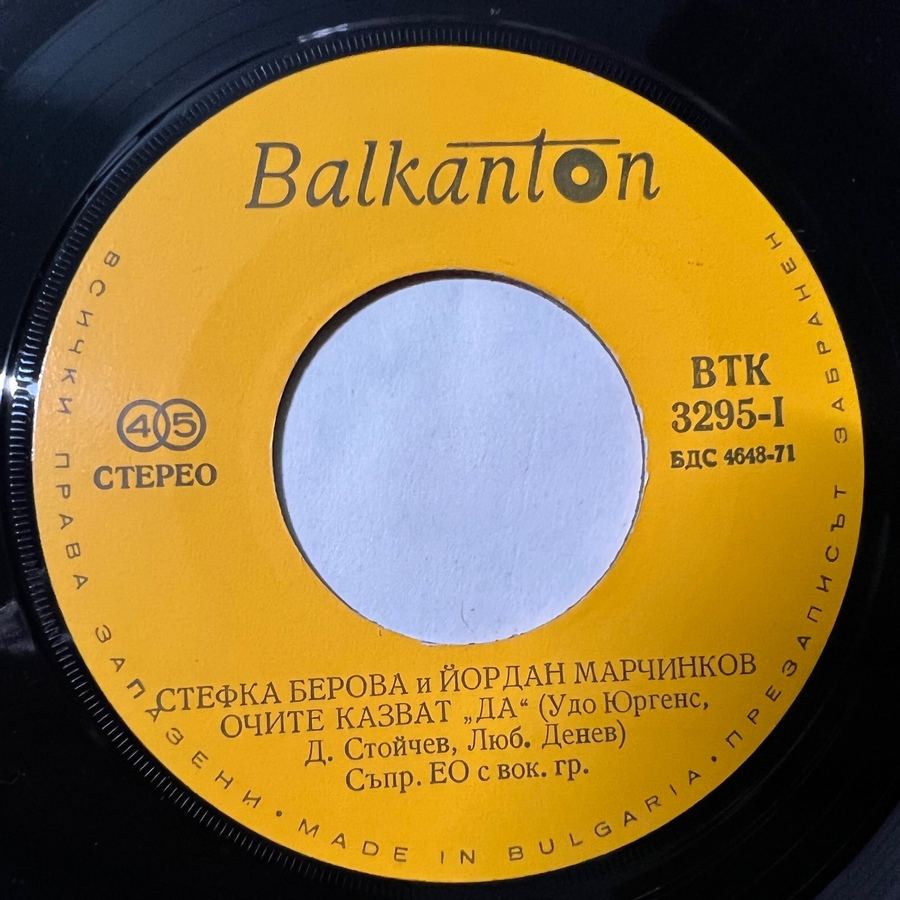 Balkanton
ВТК
3295-I
БДС 4648-71
45
СТЕРЕО
СТЕФКА БЕРОВА и ЙОРДАН МАРЧИНКОВ
ОЧИТЕ КАЗВАТ „ДА“ (Удо Юргенс,
Д. Стойчев, Люб. Денев)
Съпр. ЕО с вок. гр.
ВСИЧКИ ПРАВА ЗАПАЗЕНИ • MADE IN BULGARIA • ПРЕЗАПИСЪТ ЗАБРАНЕН